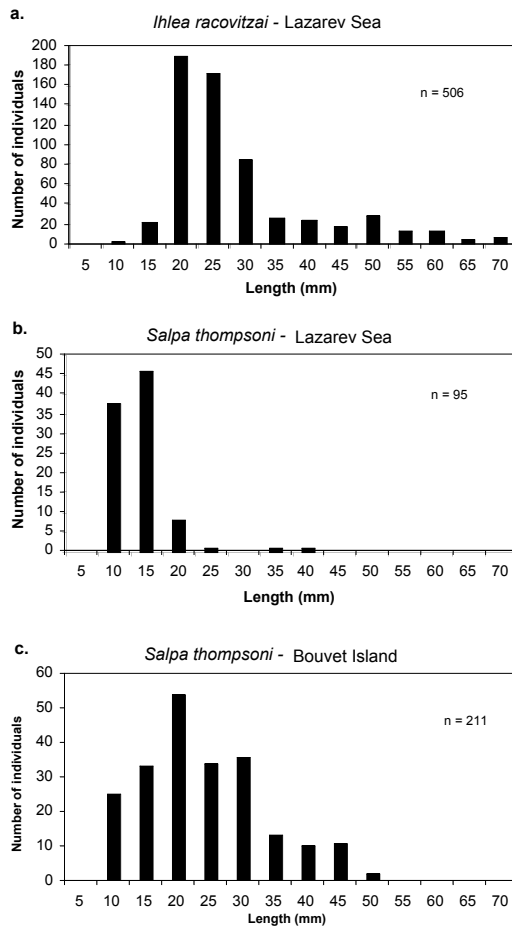 a.
Ihlea racovitzai - Lazarev Sea
Number of individuals
200
180
160
140
120
100
80
60
40
20
0
n = 506
5 10 15 20 25 30 35 40 45 50 55 60 65 70
Length (mm)
b.
Salpa thompsoni - Lazarev Sea
Number of individuals
50
45
40
35
30
25
20
15
10
5
0
n = 95
5 10 15 20 25 30 35 40 45 50 55 60 65 70
Length (mm)
c.
Salpa thompsoni - Bouvet Island
Number of individuals
60
50
40
30
20
10
0
n = 211
5 10 15 20 25 30 35 40 45 50 55 60 65 70
Length (mm)